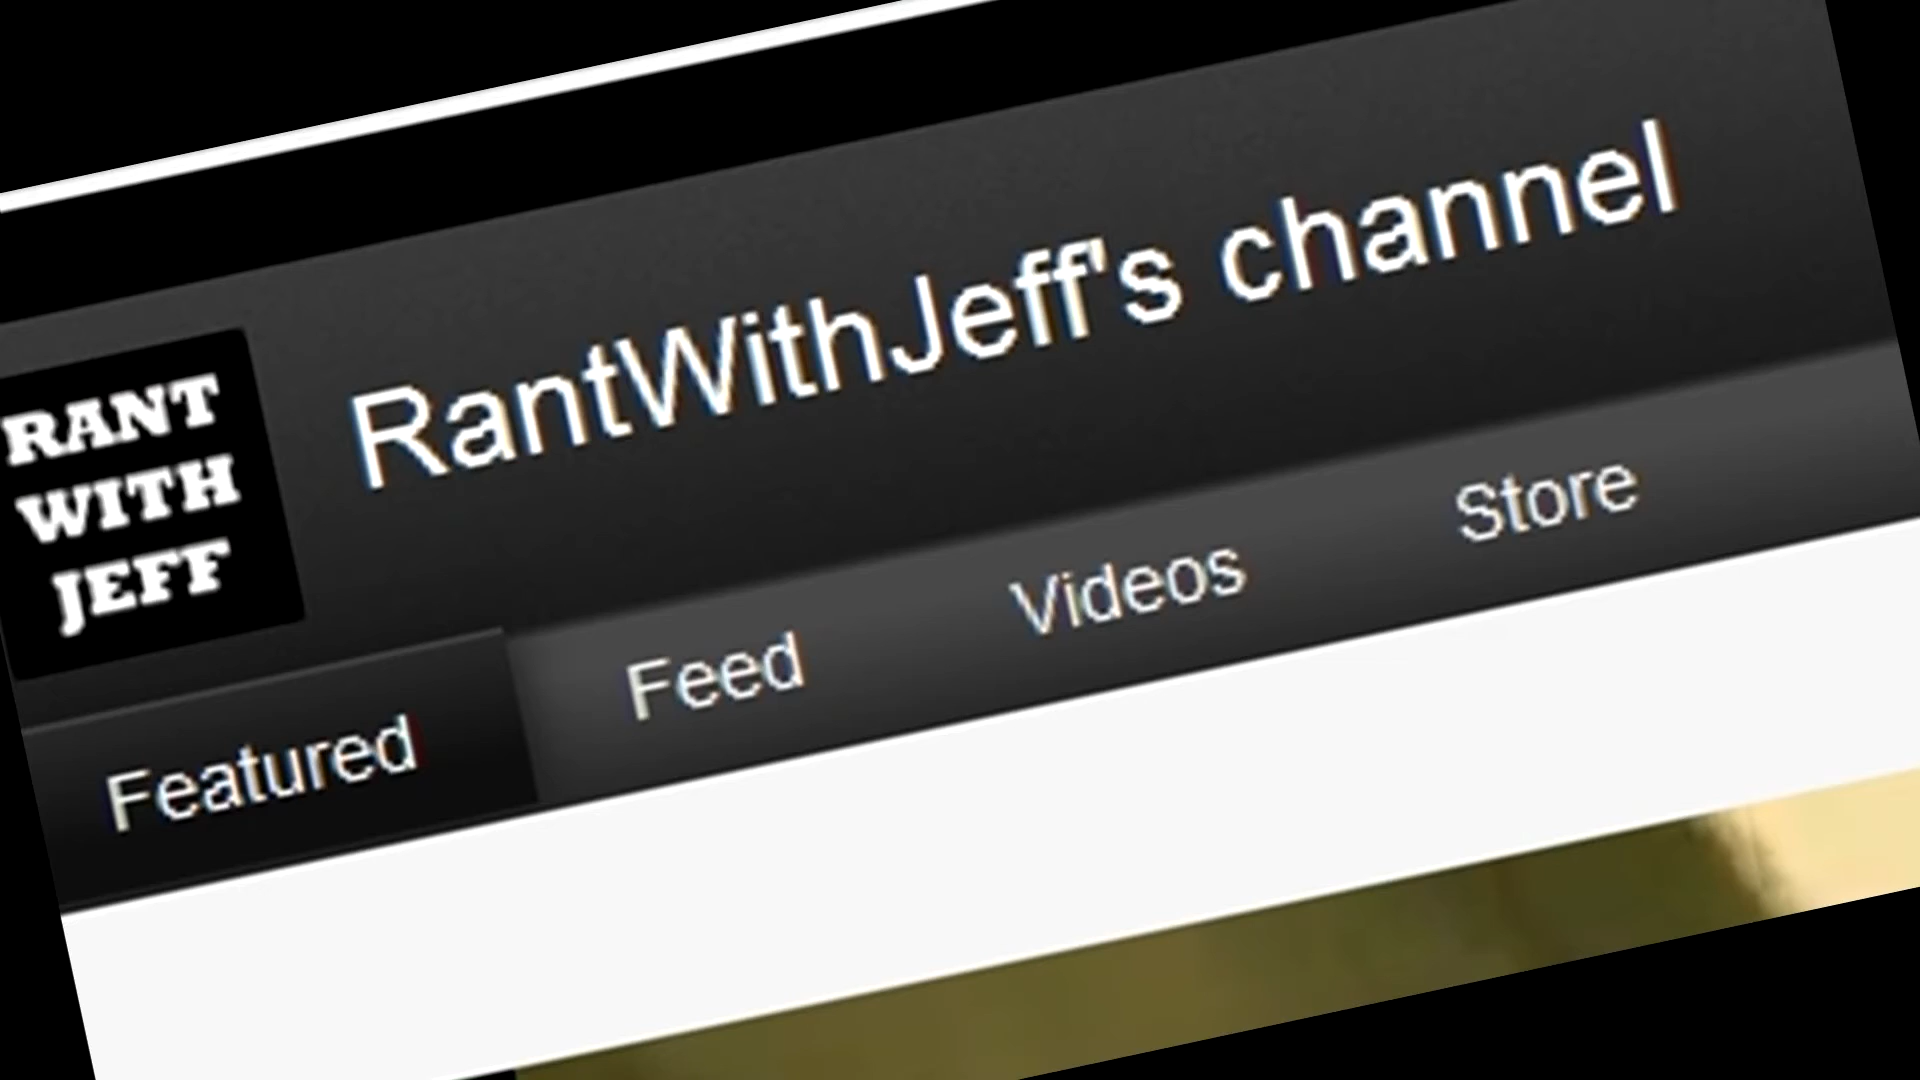 RANT
WITH
JEFF
RantWithJeff's channel
Featured
Feed
Videos
Store